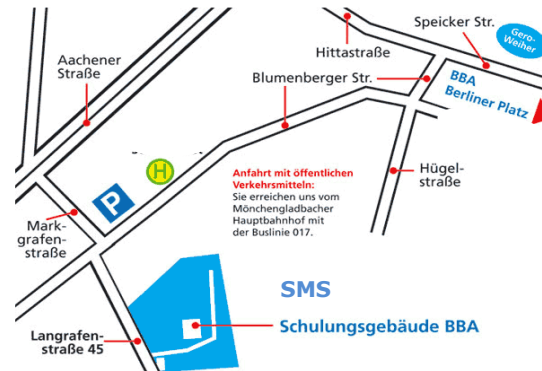 Speicker Str.
Gero-
Weiher
Hittastraße
Aachener
Straße
Blumenberger Str.
BBA
Berliner Platz
H
P
Anfahrt mit öffentlichen
Verkehrsmitteln:
Sie erreichen uns vom
Mönchengladbacher
Hauptbahnhof mit
der Buslinie 017.
Hügel-
straße
Mark-
grafen-
straße
SMS
Schulungsgebäude BBA
Langrafen-
straße 45